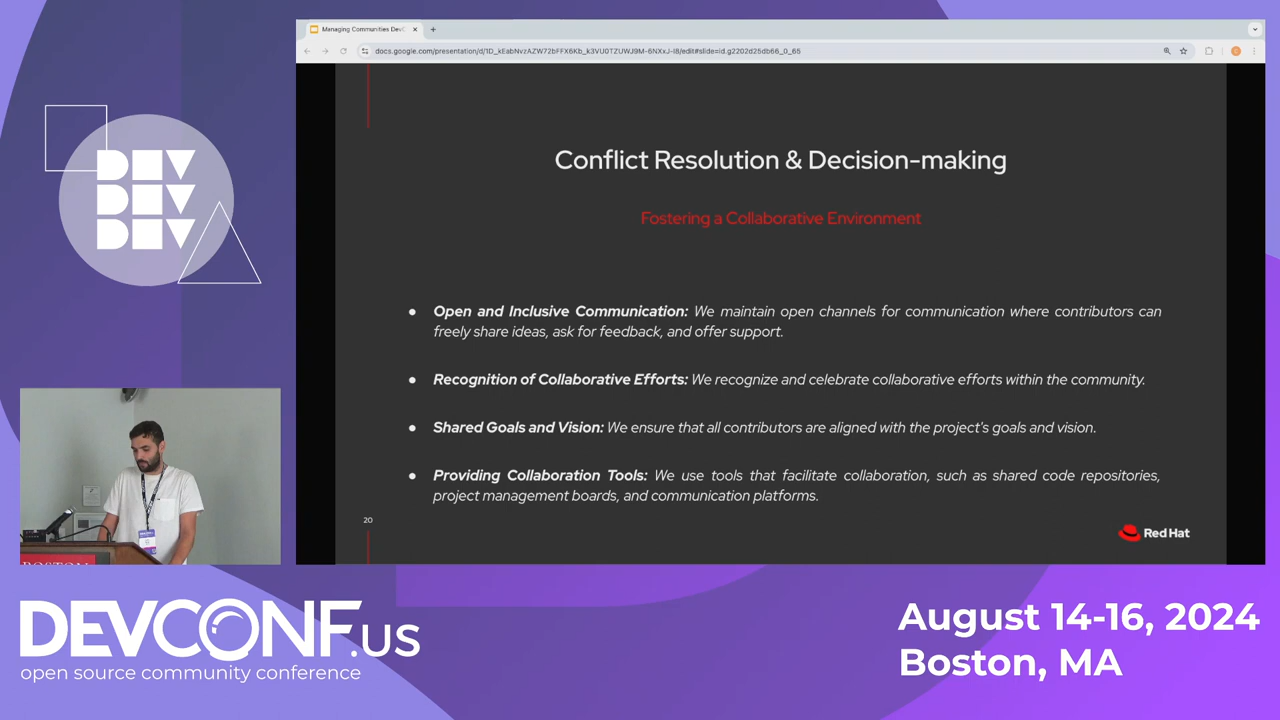 Managing Communities DevC
docs.google.com/presentation/d/1D_kEabNvzAZW72bFFX6Kb_k3VU0TZUWJ9M-6NXxJ-I8/edit#slide=id.g2202d25db66_0_65
DEV
DEV
DEV
Conflict Resolution & Decision-making
Fostering a Collaborative Environment
● Open and Inclusive Communication: We maintain open channels for communication where contributors can
freely share ideas, ask for feedback, and offer support.
● Recognition of Collaborative Efforts: We recognize and celebrate collaborative efforts within the community.
● Shared Goals and Vision: We ensure that all contributors are aligned with the project's goals and vision.
● Providing Collaboration Tools: We use tools that facilitate collaboration, such as shared code repositories,
project management boards, and communication platforms.
20
Red Hat
BOSTON
DEVCONF.US
open source community conference
August 14-16, 2024
Boston, MA